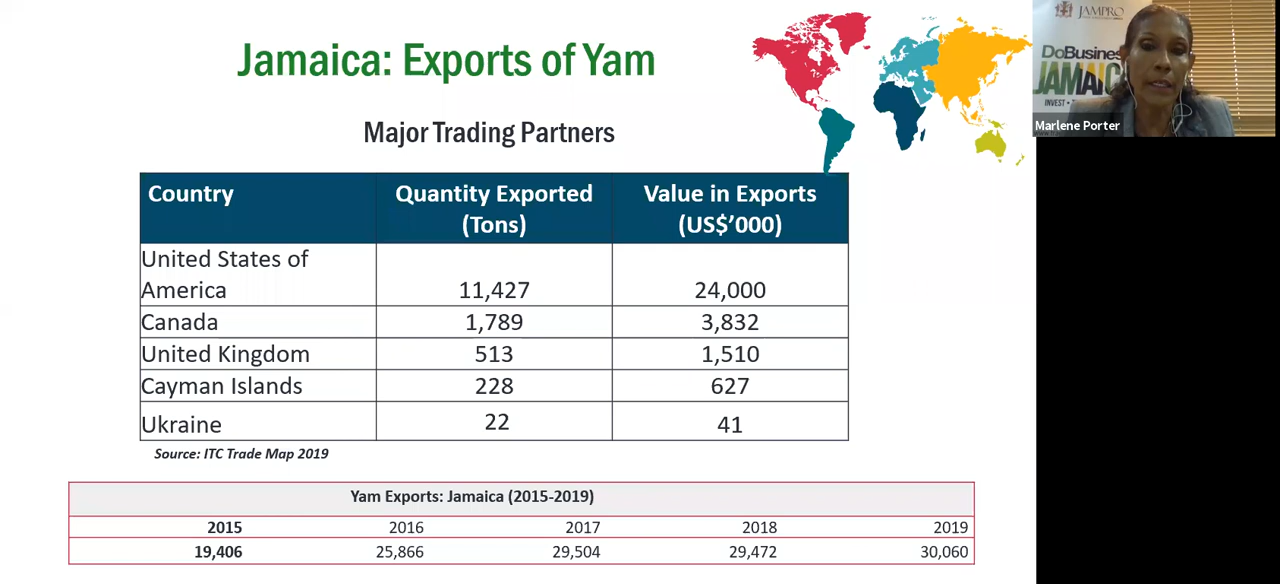 Jamaica: Exports of Yam
Major Trading Partners
Country
Quantity Exported
(Tons)
Value in Exports
(US$’000)
United States of
America
11,427
24,000
Canada
1,789
3,832
United Kingdom
513
1,510
Cayman Islands
228
627
Ukraine
22
41
Source: ITC Trade Map 2019
Yam Exports: Jamaica (2015-2019)
2015 2016 2017 2018 2019
19,406 25,866 29,504 29,472 30,060
JAMPRO
DoBusines
JAMAIC
INVEST •
Marlene Porter